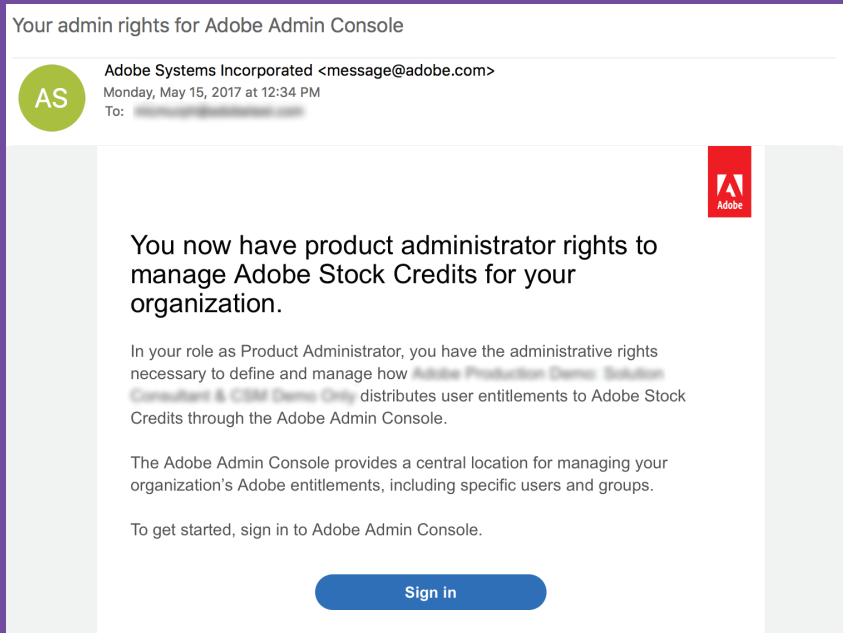 Your admin rights for Adobe Admin Console
Adobe Systems Incorporated <message@adobe.com>
AS
Monday, May 15, 2017 at 12:34 PM
To:
Adobe
You now have product administrator rights to
manage Adobe Stock Credits for your
organization.
In your role as Product Administrator, you have the administrative rights
necessary to define and manage how
distributes user entitlements to Adobe Stock
Credits through the Adobe Admin Console.
The Adobe Admin Console provides a central location for managing your
organization’s Adobe entitlements, including specific users and groups.
To get started, sign in to Adobe Admin Console.
Sign in